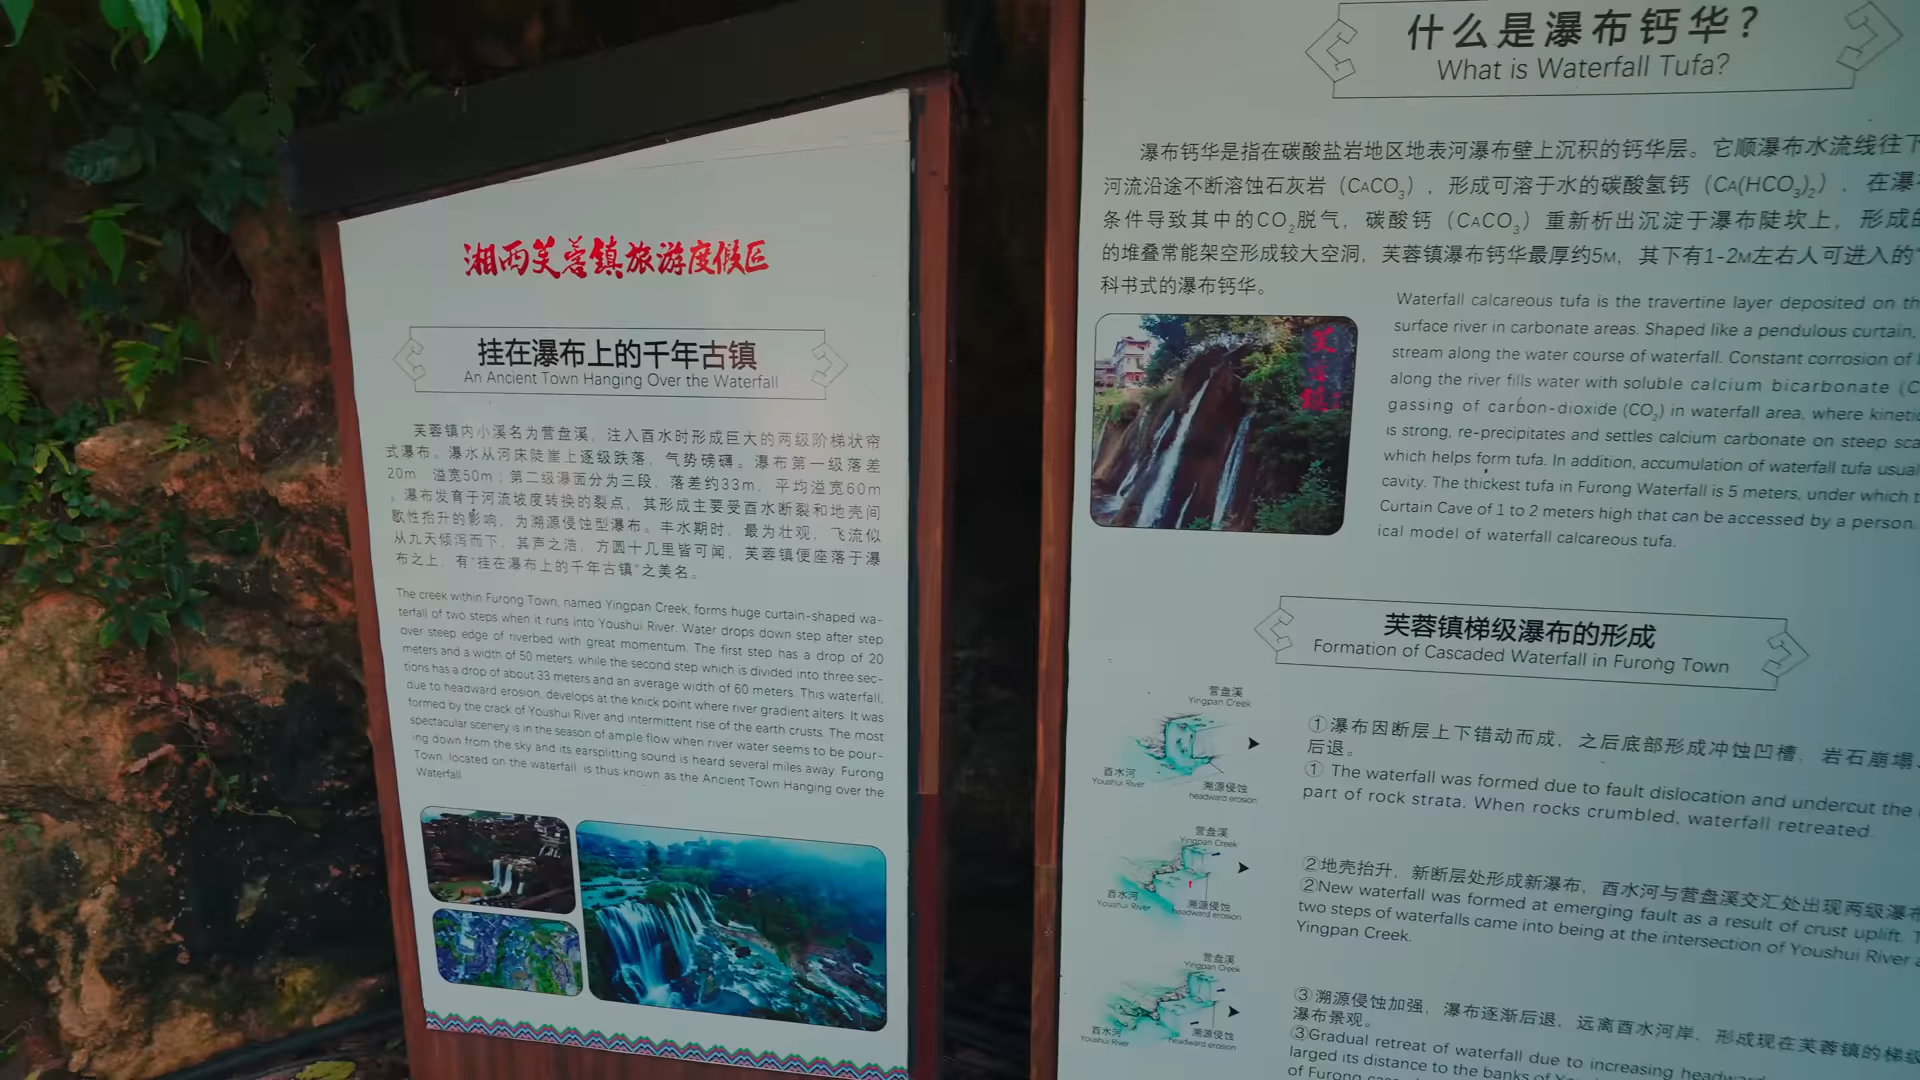 湘西芙蓉镇旅游度假区
挂在瀑布上的千年古镇
An Ancient Town Hanging Over the Waterfall
芙蓉镇内小溪名为营盘溪，注入酉水时形成巨大的两级阶梯状帘
式瀑布。瀑水从河床陡崖上逐级跌落，气势磅礴。瀑布第一级落差
20m，溢宽50m；第二级瀑面分为三段，落差约33m，平均溢宽60m
。瀑布发育于河流坡度转换的裂点，其形成主要受酉水断裂和地壳间
歇性抬升的影响，为溯源侵蚀型瀑布。丰水期时，最为壮观，飞流似
从九天倾泻而下，其声之浩，方圆十几里皆可闻，芙蓉镇便座落于瀑
布之上，有"挂在瀑布上的千年古镇"之美名。
The creek within Furong Town, named Yingpan Creek, forms huge curtain-shaped wa-
terfall of two steps when it runs into Youshui River. Water drops down step after step
over steep edge of riverbed with great momentum. The first step has a drop of 20
meters and a width of 50 meters, while the second step which is divided into three sec-
tions has a drop of about 33 meters and an average width of 60 meters. This waterfall,
due to headward erosion, develops at the knick point where river gradient alters. It was
formed by the crack of Youshui River and intermittent rise of the earth crusts. The most
spectacular scenery is in the season of ample flow when river water seems to be pour-
ing down from the sky and its earsplitting sound is heard several miles away. Furong
Town, located on the waterfall, is thus known as the Ancient Town Hanging over the
Waterfall.
什么是瀑布钙华？
What is Waterfall Tufa?
瀑布钙华是指在碳酸盐岩地区地表河瀑布壁上沉积的钙华层。它顺瀑布水流线往下
河流沿途不断溶蚀石灰岩（CACO3），形成可溶于水的碳酸氢钙（CA(HCO3)2），在瀑
条件导致其中的CO2脱气，碳酸钙（CACO3）重新析出沉淀于瀑布陡坎上，形成
的堆叠常能架空形成较大空洞，芙蓉镇瀑布钙华最厚约5M，其下有1-2M左右人可进入的
科书式的瀑布钙华。
芙蓉镇
Waterfall calcareous tufa is the travertine layer deposited on th
surface river in carbonate areas. Shaped like a pendulous curtain,
stream along the water course of waterfall. Constant corrosion of
along the river fills water with soluble calcium bicarbonate (C
gassing of carbon-dioxide (CO2) in waterfall area, where kinetic
is strong, re-precipitates and settles calcium carbonate on steep sca
which helps form tufa. In addition, accumulation of waterfall tufa usual
cavity. The thickest tufa in Furong Waterfall is 5 meters, under which t
Curtain Cave of 1 to 2 meters high that can be accessed by a person.
ical model of waterfall calcareous tufa.
芙蓉镇梯级瀑布的形成
Formation of Cascaded Waterfall in Furong Town
营盘溪
Yingpan Creek
酉水河
Youshui River
溯源侵蚀
headward erosion
①瀑布因断层上下错动而成，之后底部形成冲蚀凹槽，岩石崩塌
后退。
① The waterfall was formed due to fault dislocation and undercut the
part of rock strata. When rocks crumbled, waterfall retreated.
营盘溪
Yingpan Creek
酉水河
Youshui River
溯源侵蚀
headward erosion
②地壳抬升，新断层处形成新瀑布，酉水河与营盘溪交汇处出现两级瀑布
②New waterfall was formed at emerging fault as a result of crust uplift. T
two steps of waterfalls came into being at the intersection of Youshui River a
Yingpan Creek.
营盘溪
Yingpan Creek
酉水河
Youshui River
溯源侵蚀
headward erosion
③溯源侵蚀加强，瀑布逐渐后退，远离酉水河岸，形成现在芙蓉镇的梯级
瀑布景观。
③Gradual retreat of waterfall due to increasing headward
larged its distance to the banks of
of Furong